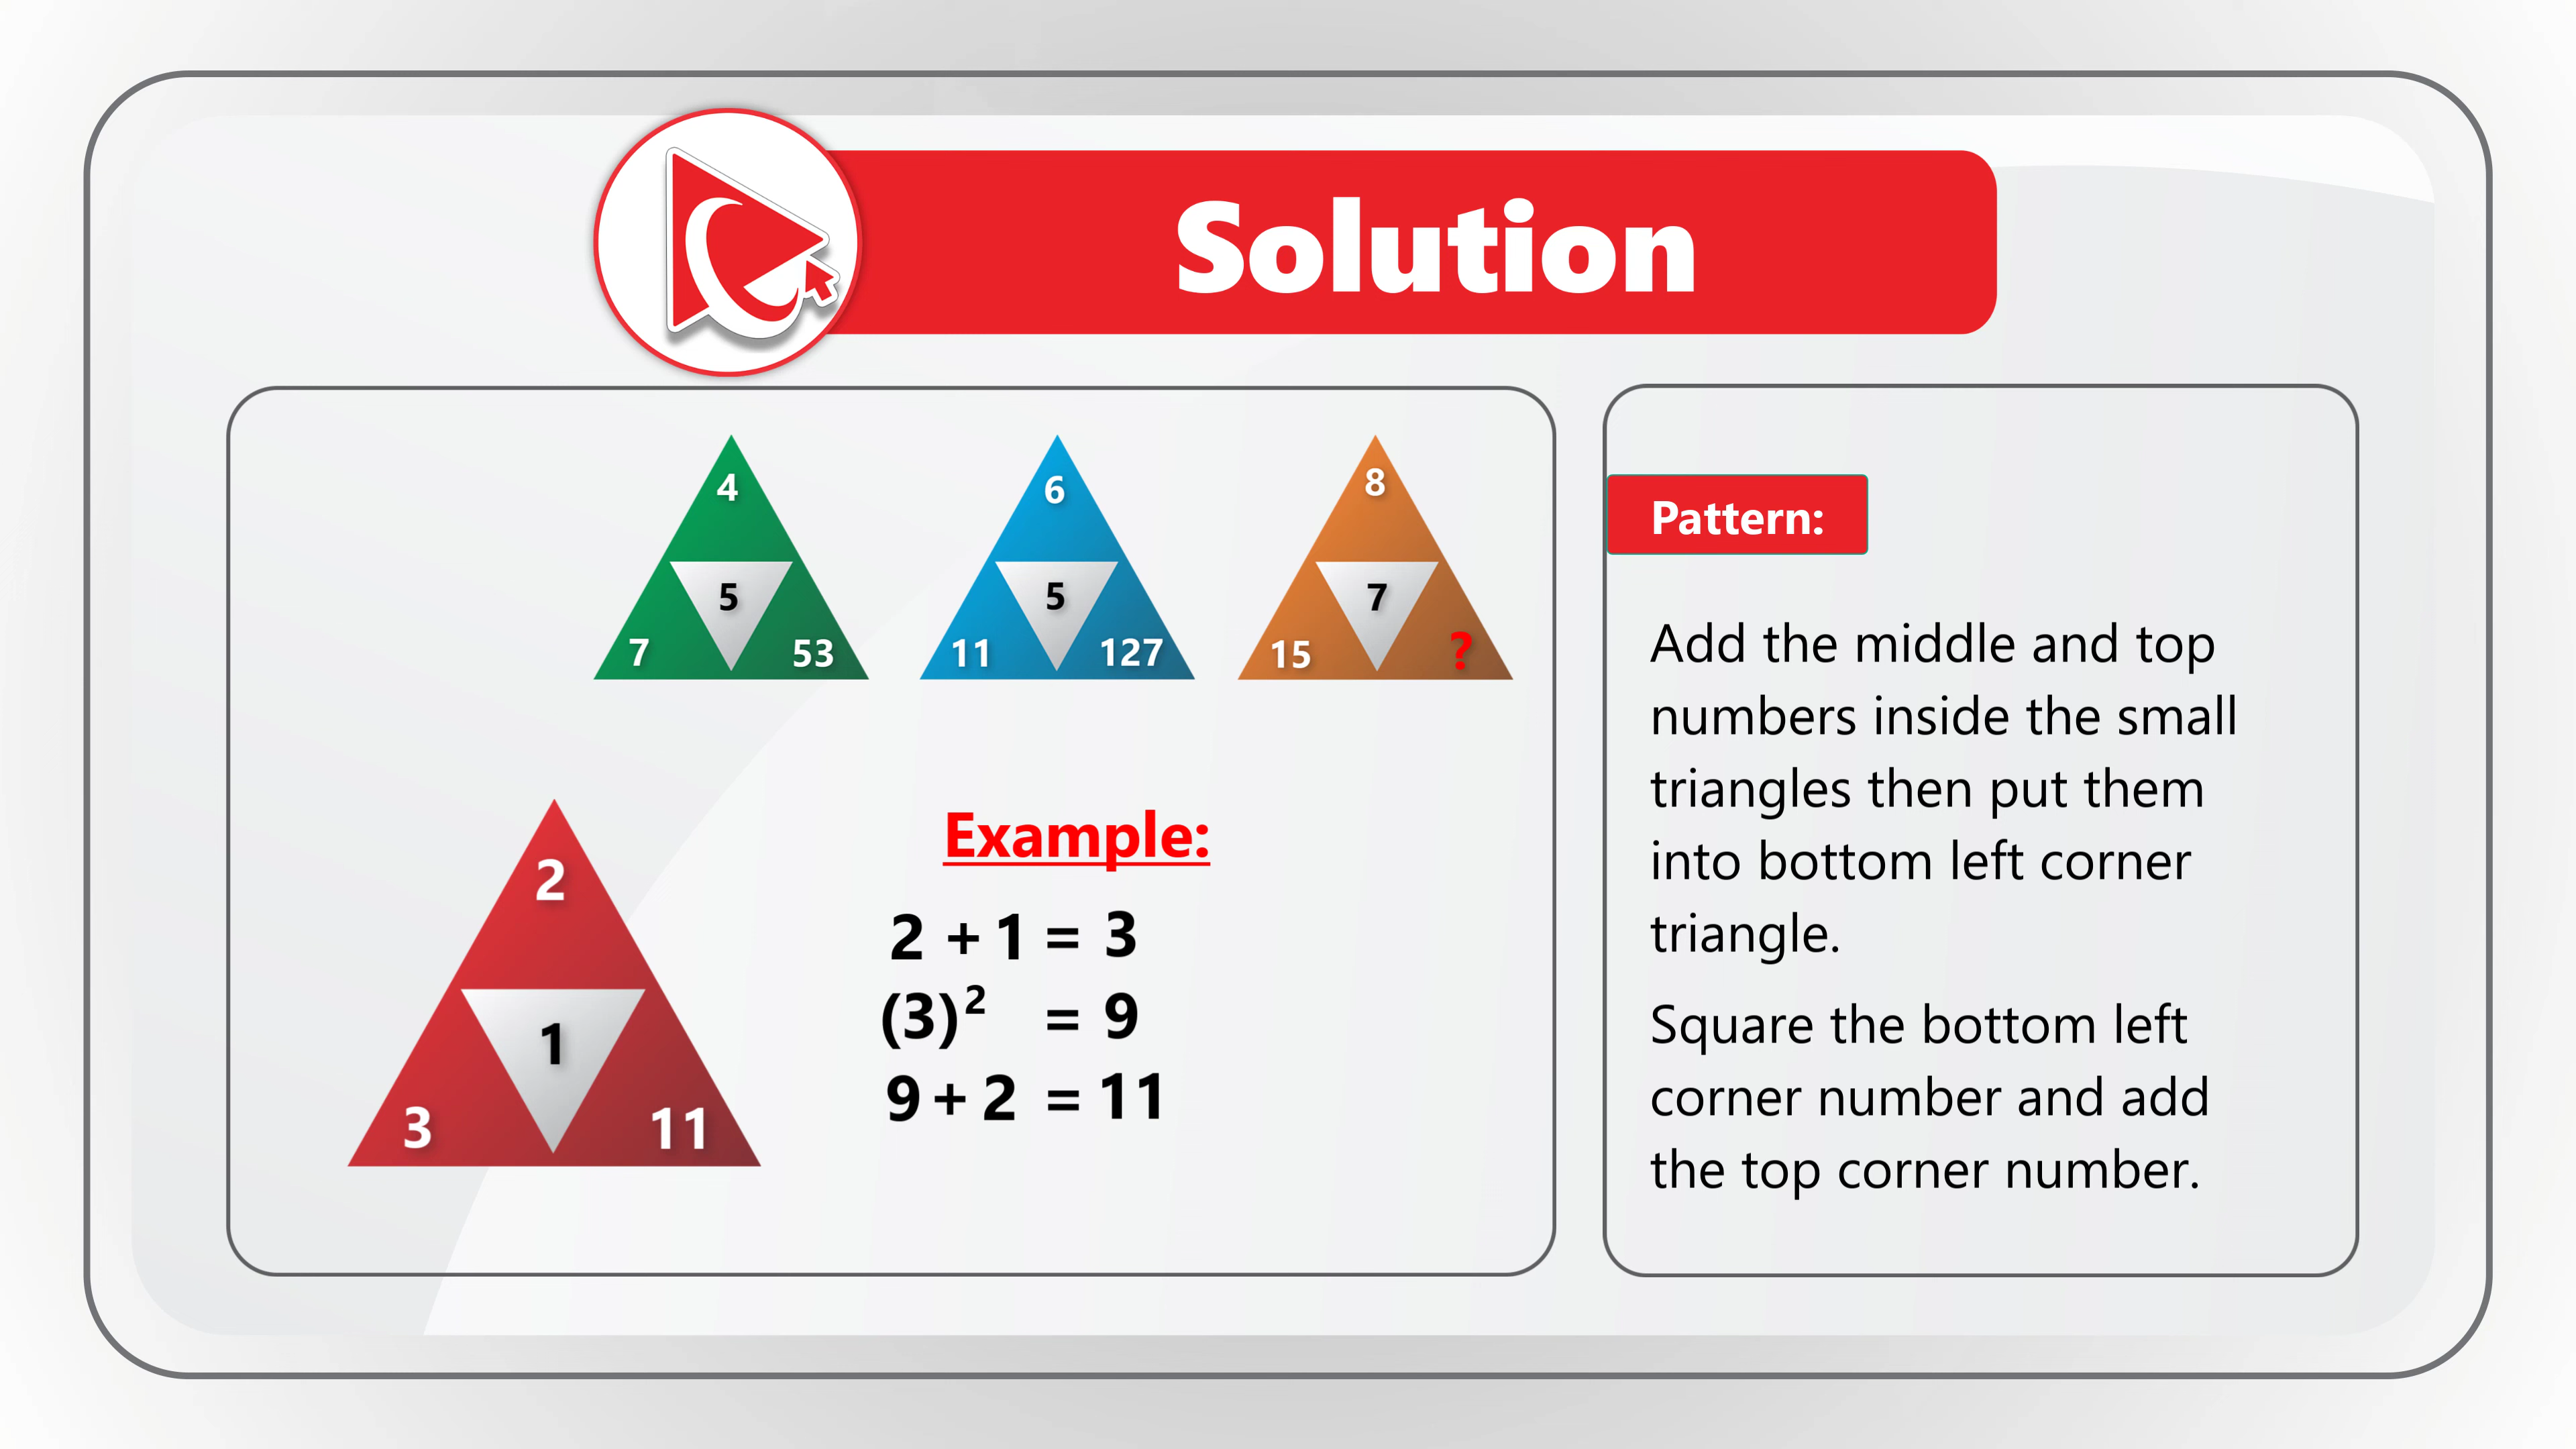 Solution
4
5
7 53
6
5
11 127
8
7
15 ?
Pattern:
Add the middle and top
numbers inside the small
triangles then put them
into bottom left corner
triangle.
Square the bottom left
corner number and add
the top corner number.
2
1
3 11
Example:
2 + 1 = 3
(3)² = 9
9 + 2 = 11